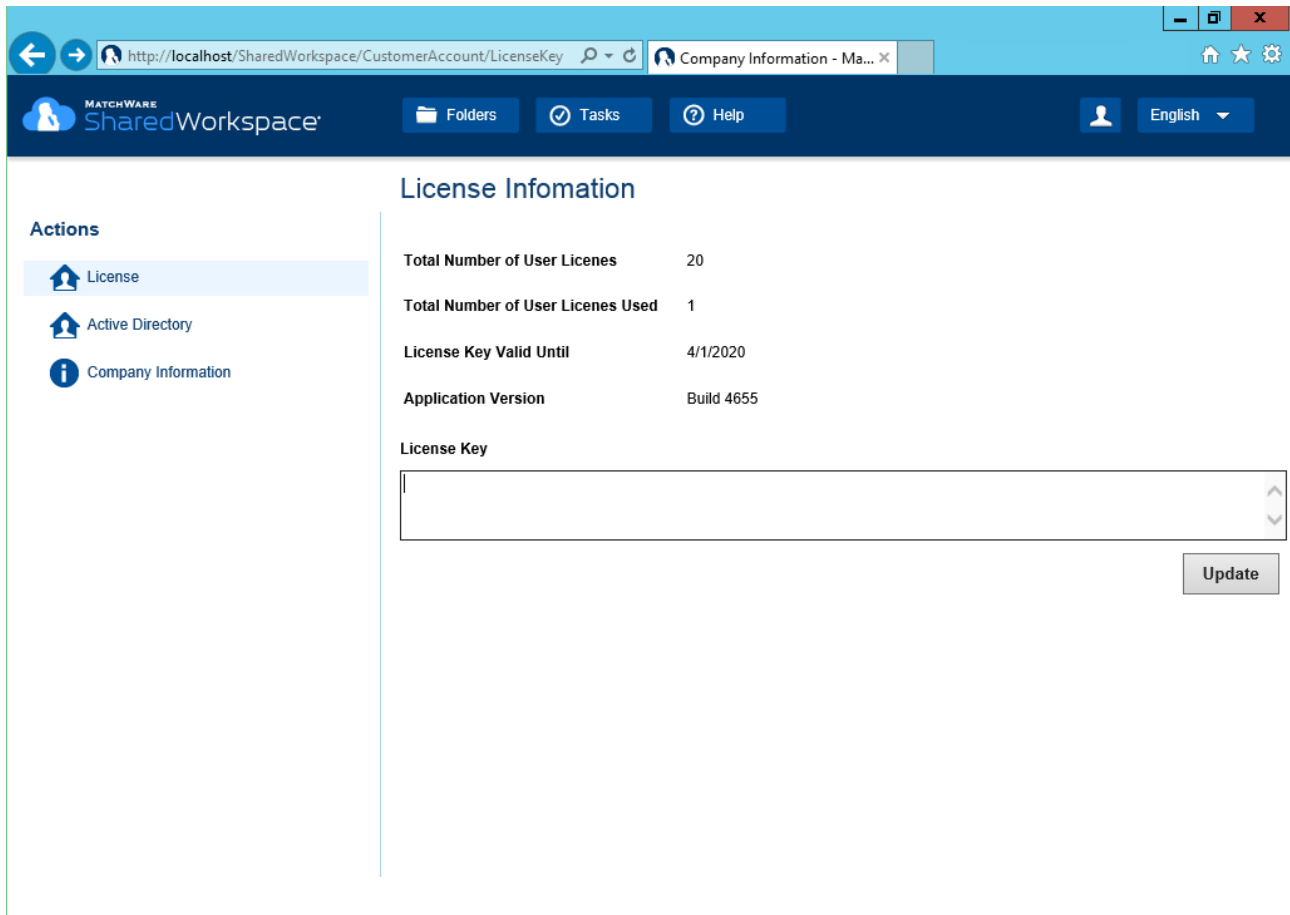 http://localhost/SharedWorkspace/CustomerAccount/LicenseKey
Company Information - Ma...
MATCHWARE
SharedWorkspace
Folders
Tasks
Help
English
License Infomation
Actions
License
Active Directory
Company Information
Total Number of User Licenes 20
Total Number of User Licenes Used 1
License Key Valid Until 4/1/2020
Application Version Build 4655
License Key
Update